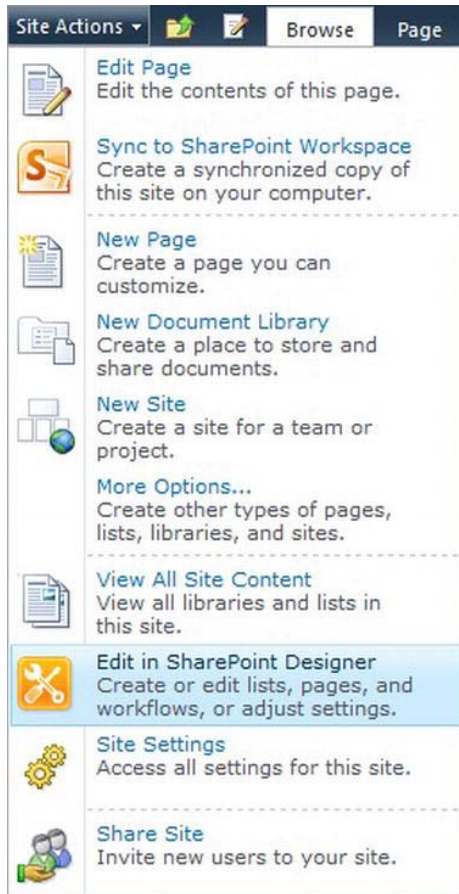 Site Actions Browse Page
Edit Page
Edit the contents of this page.
Sync to SharePoint Workspace
Create a synchronized copy of
this site on your computer.
New Page
Create a page you can
customize.
New Document Library
Create a place to store and
share documents.
New Site
Create a site for a team or
project.
More Options...
Create other types of pages,
lists, libraries, and sites.
View All Site Content
View all libraries and lists in
this site.
Edit in SharePoint Designer
Create or edit lists, pages, and
workflows, or adjust settings.
Site Settings
Access all settings for this site.
Share Site
Invite new users to your site.